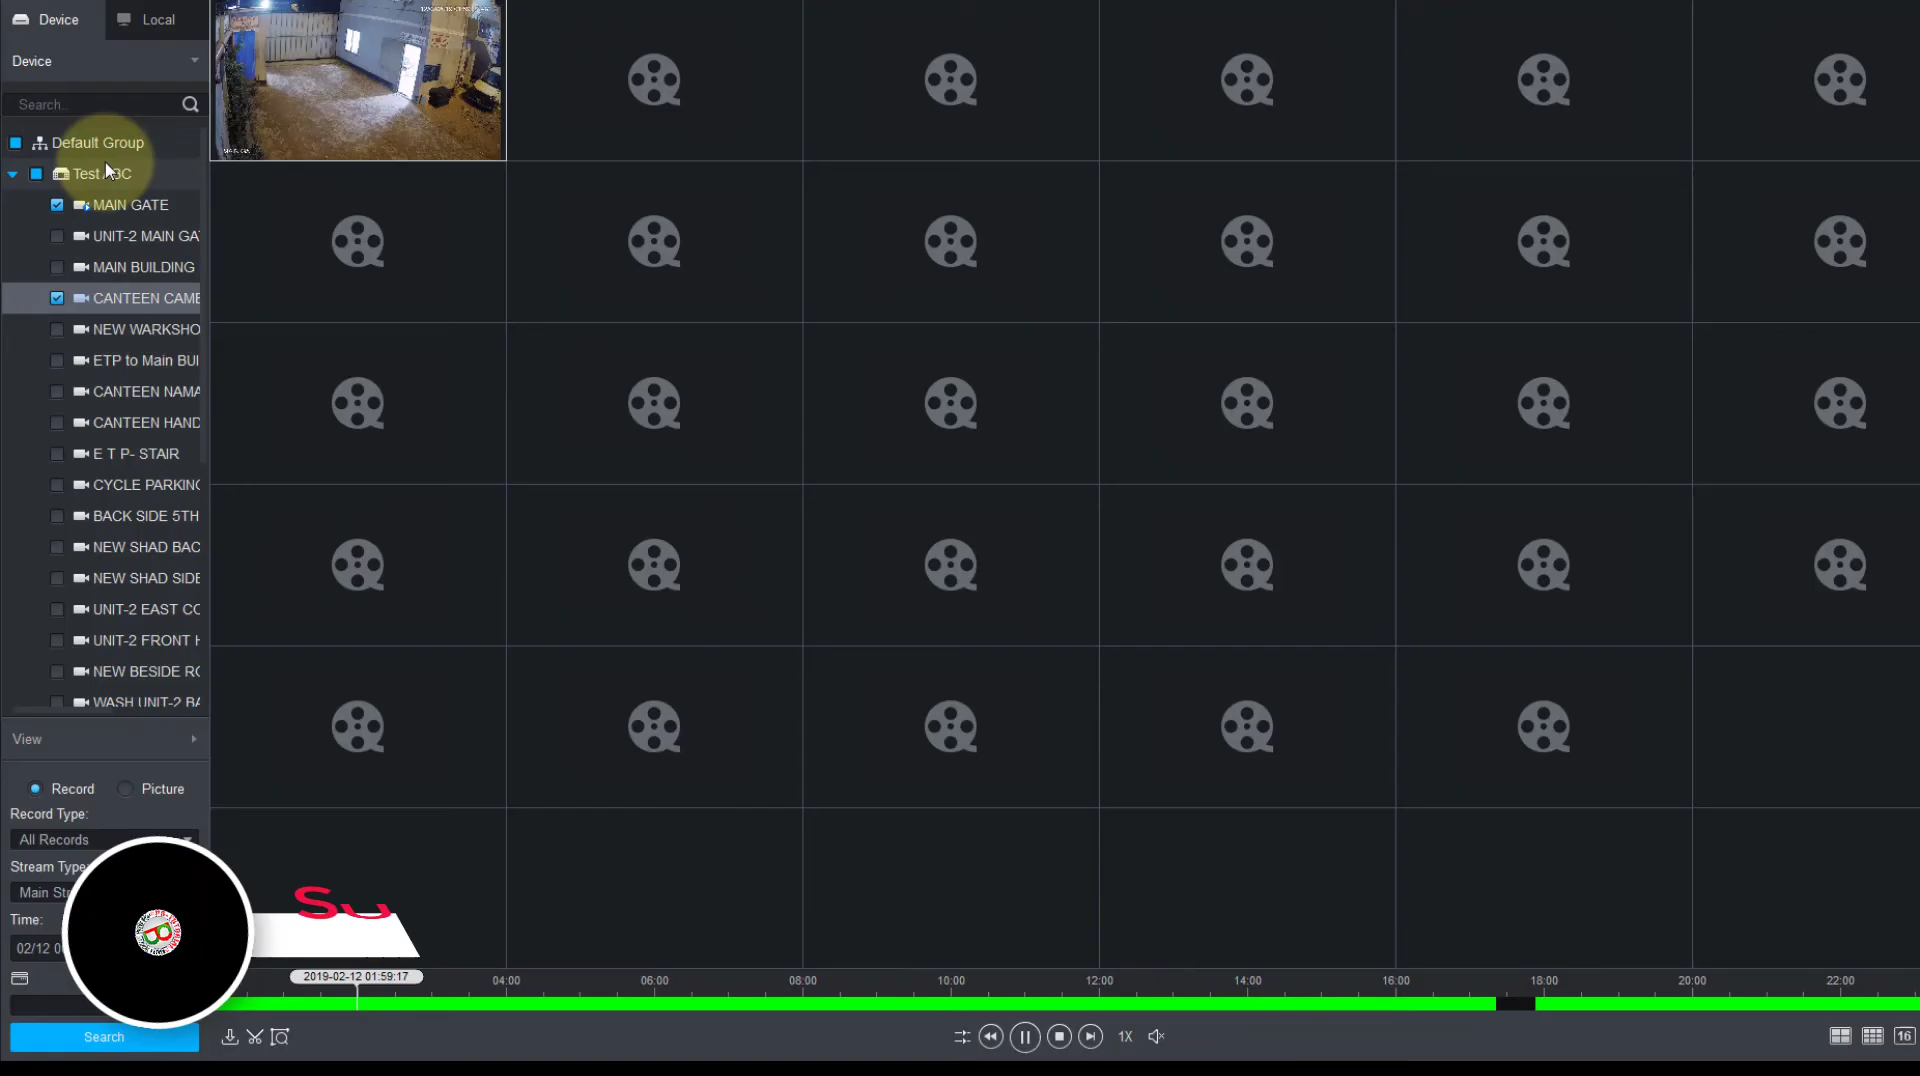 Device
Local
Device
Search..
Default Group
Test
MAIN GATE
UNIT-2 MAIN GA
MAIN BUILDING
CANTEEN CAME
NEW WARKSHO
ETP to Main BUI
CANTEEN NAMA
CANTEEN HAND
E T P- STAIR
CYCLE PARKING
BACK SIDE 5TH
NEW SHAD BAC
NEW SHAD SIDE
UNIT-2 EAST CO
UNIT-2 FRONT H
NEW BESIDE RO
WASH UNIT-2 BA
View
Record
Picture
Record Type:
All Records
Stream Type:
Main Str
Time:
02/12 0
Su
2019-02-12 01:59:17
04:00
06:00
08:00
10:00
12:00
14:00
16:00
18:00
20:00
22:00
Search
1X
16